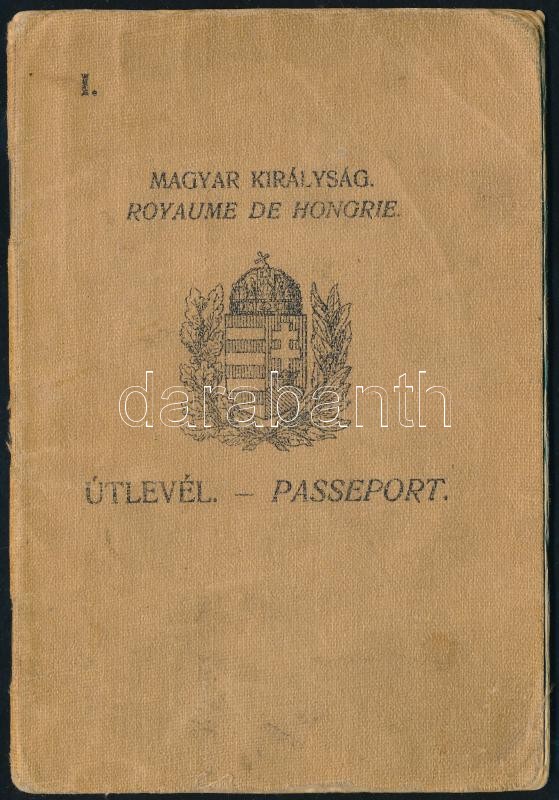 I.
MAGYAR KIRÁLYSÁG.
ROYAUME DE HONGRIE.
darabanth
ÚTLEVÉL. – PASSEPORT.